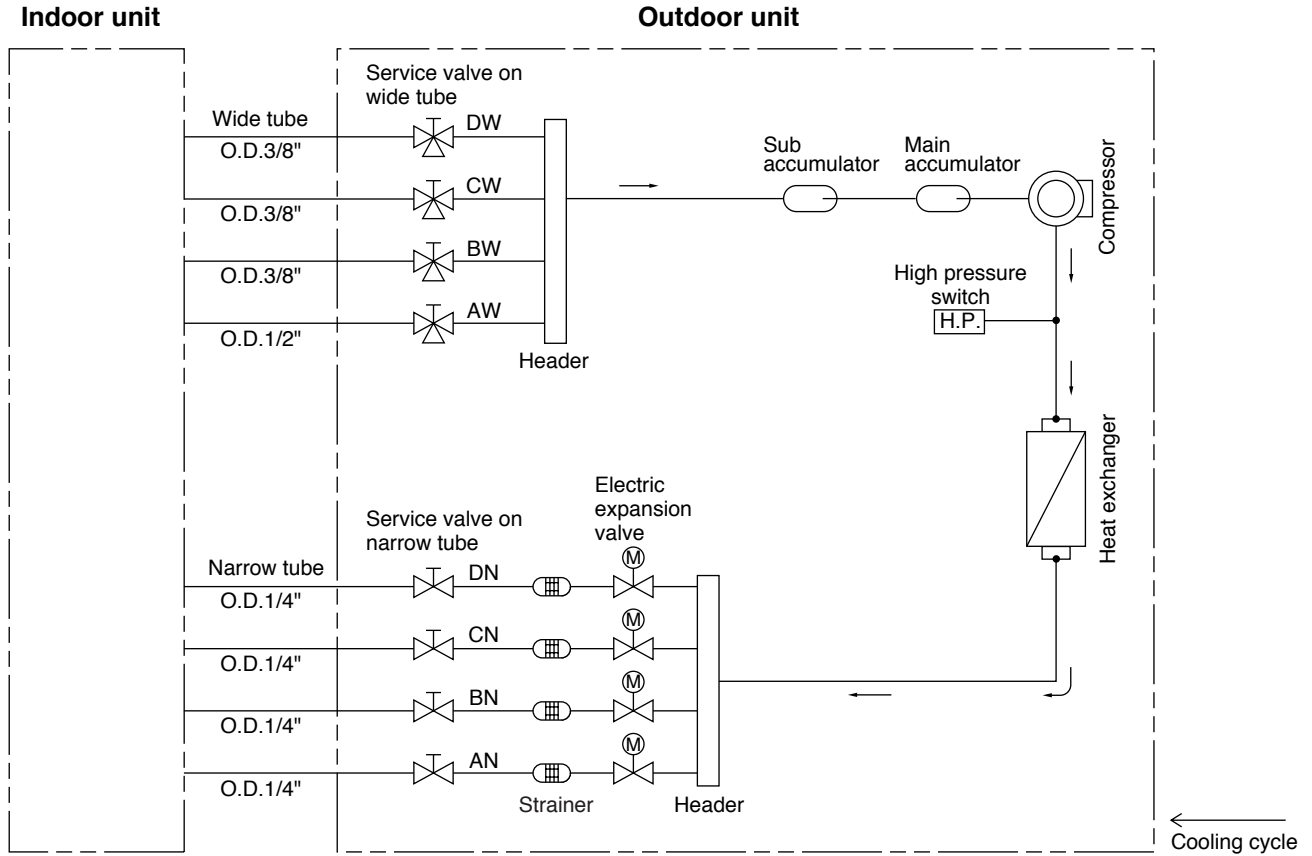 Indoor unit
Outdoor unit
Service valve on
wide tube
Wide tube
O.D.3/8"
DW
O.D.3/8"
CW
O.D.3/8"
BW
O.D.1/2"
AW
Header
Sub
accumulator
Main
accumulator
Compressor
High pressure
switch
H.P.
Heat exchanger
Electric
expansion
valve
Service valve on
narrow tube
Narrow tube
O.D.1/4"
DN
M
O.D.1/4"
CN
M
O.D.1/4"
BN
M
O.D.1/4"
AN
M
Strainer
Header
Cooling cycle